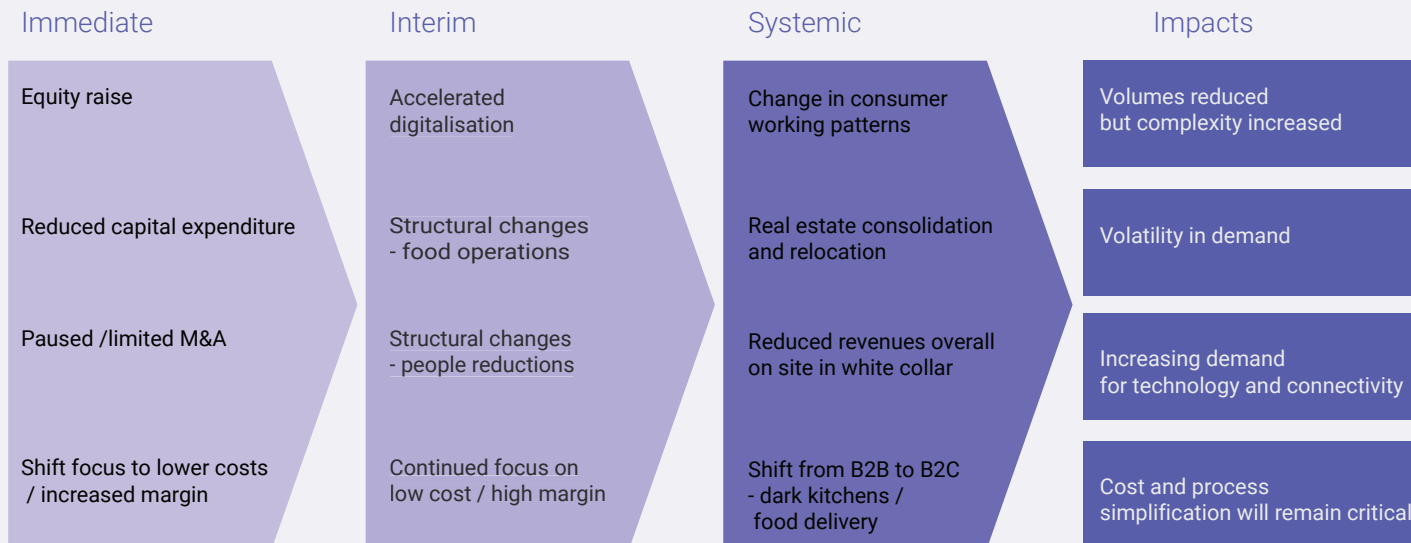 Immediate
Equity raise
Reduced capital expenditure
Paused /limited M&A
Shift focus to lower costs
/ increased margin
Interim
Accelerated
digitalisation
Structural changes
- food operations
Structural changes
- people reductions
Continued focus on
low cost / high margin
Systemic
Change in consumer
working patterns
Real estate consolidation
and relocation
Reduced revenues overall
on site in white collar
Shift from B2B to B2C
- dark kitchens /
food delivery
Impacts
Volumes reduced
but complexity increased
Volatility in demand
Increasing demand
for technology and connectivity
Cost and process
simplification will remain critical